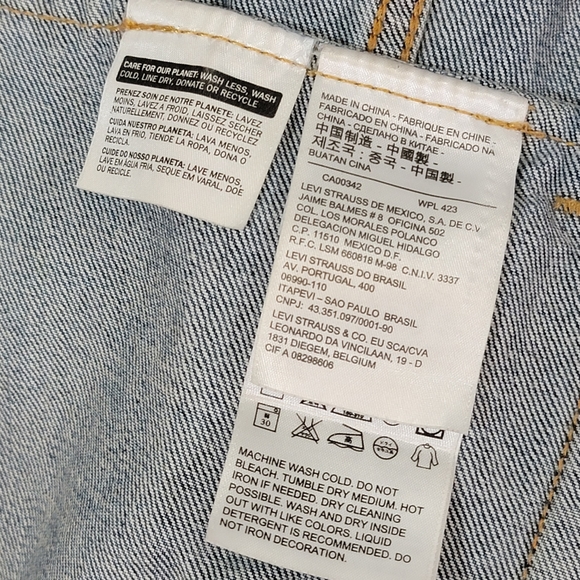 CARE FOR OUR PLANET: WASH LESS, WASH
COLD, LINE DRY, DONATE OR RECYCLE
PRENEZ SOIN DE NOTRE PLANETE: LAVEZ
MOINS, LAVEZ A FROID, LAISSEZ SECHER
NATURELLEMENT, DONNEZ OU RECYCLEZ
CUIDA NUESTRO PLANETA: LAVA MENOS,
LAVA EN FRIO, TIENDE LA ROPA, DONA O
RECICLA.
CUIDE DO NOSSO PLANETA: LAVE MENOS,
LAVE EM ÁGUA FRIA, SEQUE EM VARAL, DOE
OU RECICLE.
MADE IN CHINA - FABRIQUE EN CHINE -
FABRICADO EN CHINA - FABRICADO NA
CHINA - СДЕЛАНО В КИТАЕ -
中国制造 - 中國製 -
제조국: 중국 - 中国製 -
BUATAN CINA
CA00342 WPL 423
LEVI STRAUSS DE MEXICO, S.A. DE C.V
JAIME BALMES # 8 OFICINA 502
COL. LOS MORALES POLANCO
DELEGACION MIGUEL HIDALGO
C.P. 11510 MEXICO D.F.
R.F.C. LSM 660818 M-98 C.N.I.V. 3337
LEVI STRAUSS DO BRASIL
AV. PORTUGAL, 400
06990-110
ITAPEVI – SAO PAULO BRASIL
CNPJ: 43.351.097/0001-90
LEVI STRAUSS & CO. EU SCA/CVA
LEONARDO DA VINCILAAN, 19 - D
1831 DIEGEM, BELGIUM
CIF A 08298606
30
MACHINE WASH COLD. DO NOT
BLEACH. TUMBLE DRY MEDIUM. HOT
IRON IF NEEDED. DRY CLEANING
POSSIBLE. WASH AND DRY INSIDE
OUT WITH LIKE COLORS. LIQUID
DETERGENT IS RECOMMENDED. DO
NOT IRON DECORATION.